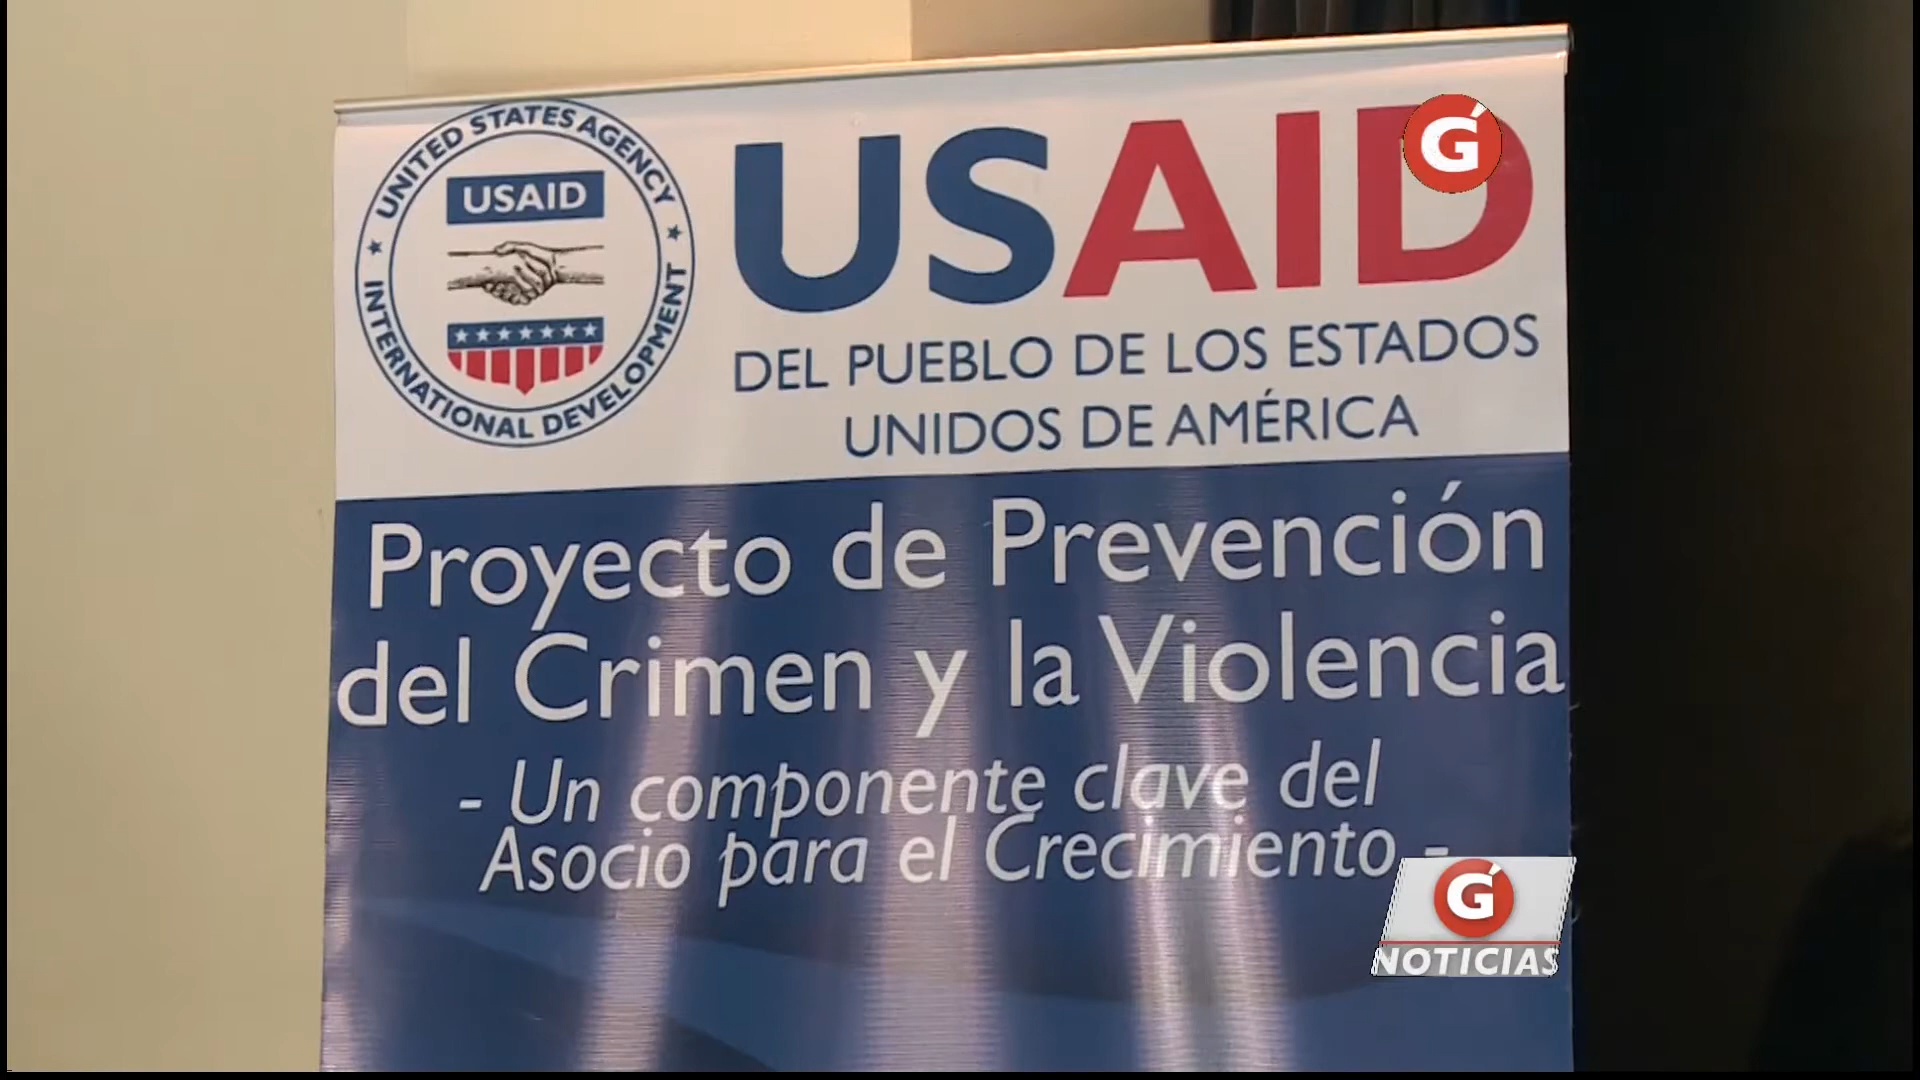 UNITED STATES AGENCY
INTERNATIONAL DEVELOPMENT
USAID
USAID
DEL PUEBLO DE LOS ESTADOS
UNIDOS DE AMÉRICA
Proyecto de Prevención
del Crimen y la Violencia
- Un componente clave del
Asocio para el Crecimiento -
G
G
NOTICIAS